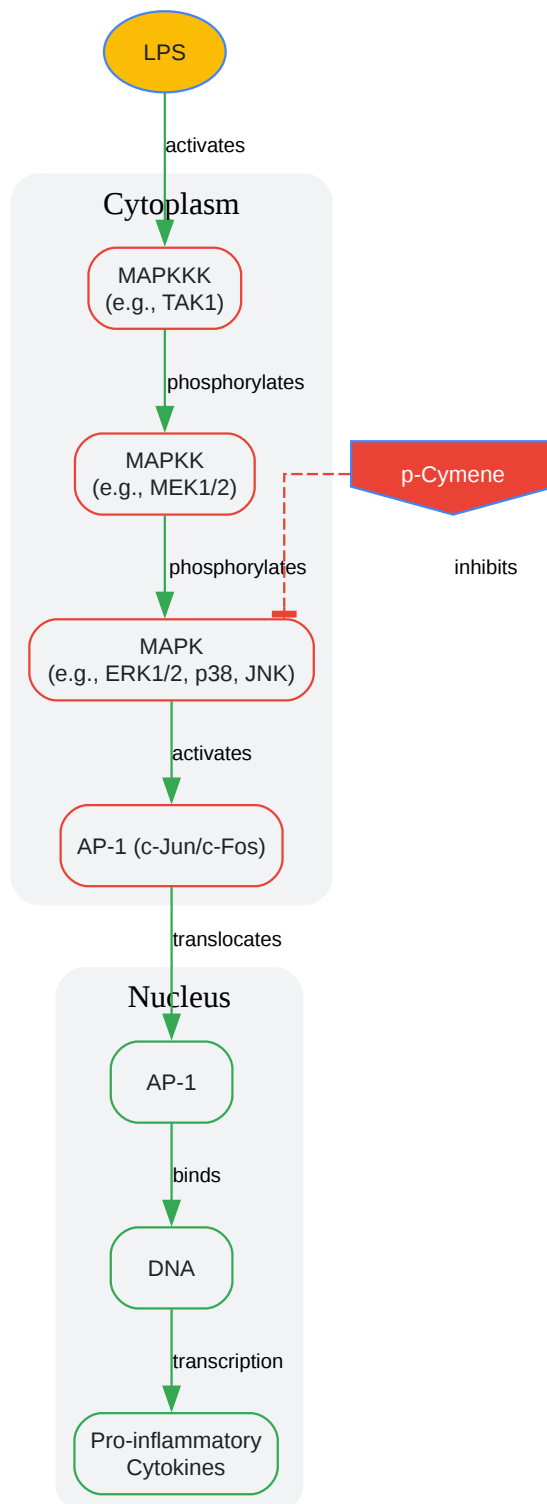 LPS
activates
Cytoplasm
MAPKKK
(e.g., TAK1)
phosphorylates
MAPKK
(e.g., MEK1/2)
p-Cymene
phosphorylates
inhibits
MAPK
(e.g., ERK1/2, p38, JNK)
activates
AP-1 (c-Jun/c-Fos)
translocates
Nucleus
AP-1
binds
DNA
transcription
Pro-inflammatory
Cytokines